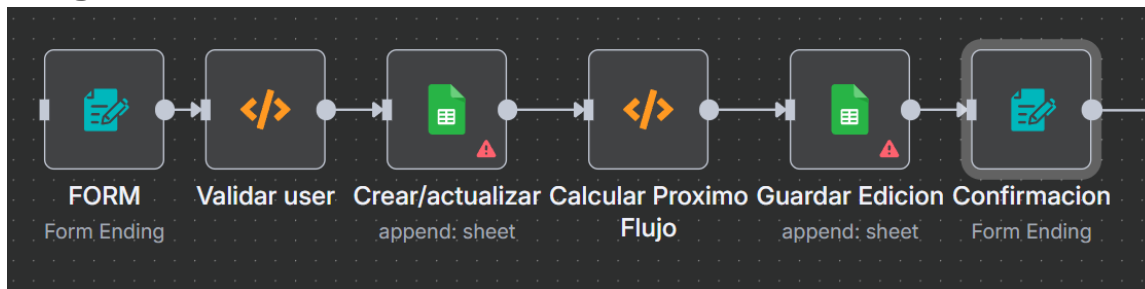 FORM
Form Ending
Validar user
Crear/actualizar
append: sheet
Calcular Proximo
Flujo
Guardar Edicion
append: sheet
Confirmacion
Form Ending